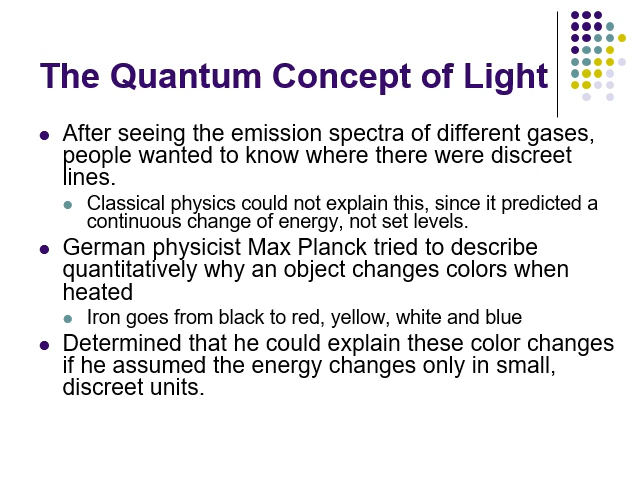 The Quantum Concept of Light
After seeing the emission spectra of different gases,
people wanted to know where there were discreet
lines.
Classical physics could not explain this, since it predicted a
continuous change of energy, not set levels.
German physicist Max Planck tried to describe
quantitatively why an object changes colors when
heated
Iron goes from black to red, yellow, white and blue
Determined that he could explain these color changes
if he assumed the energy changes only in small,
discreet units.